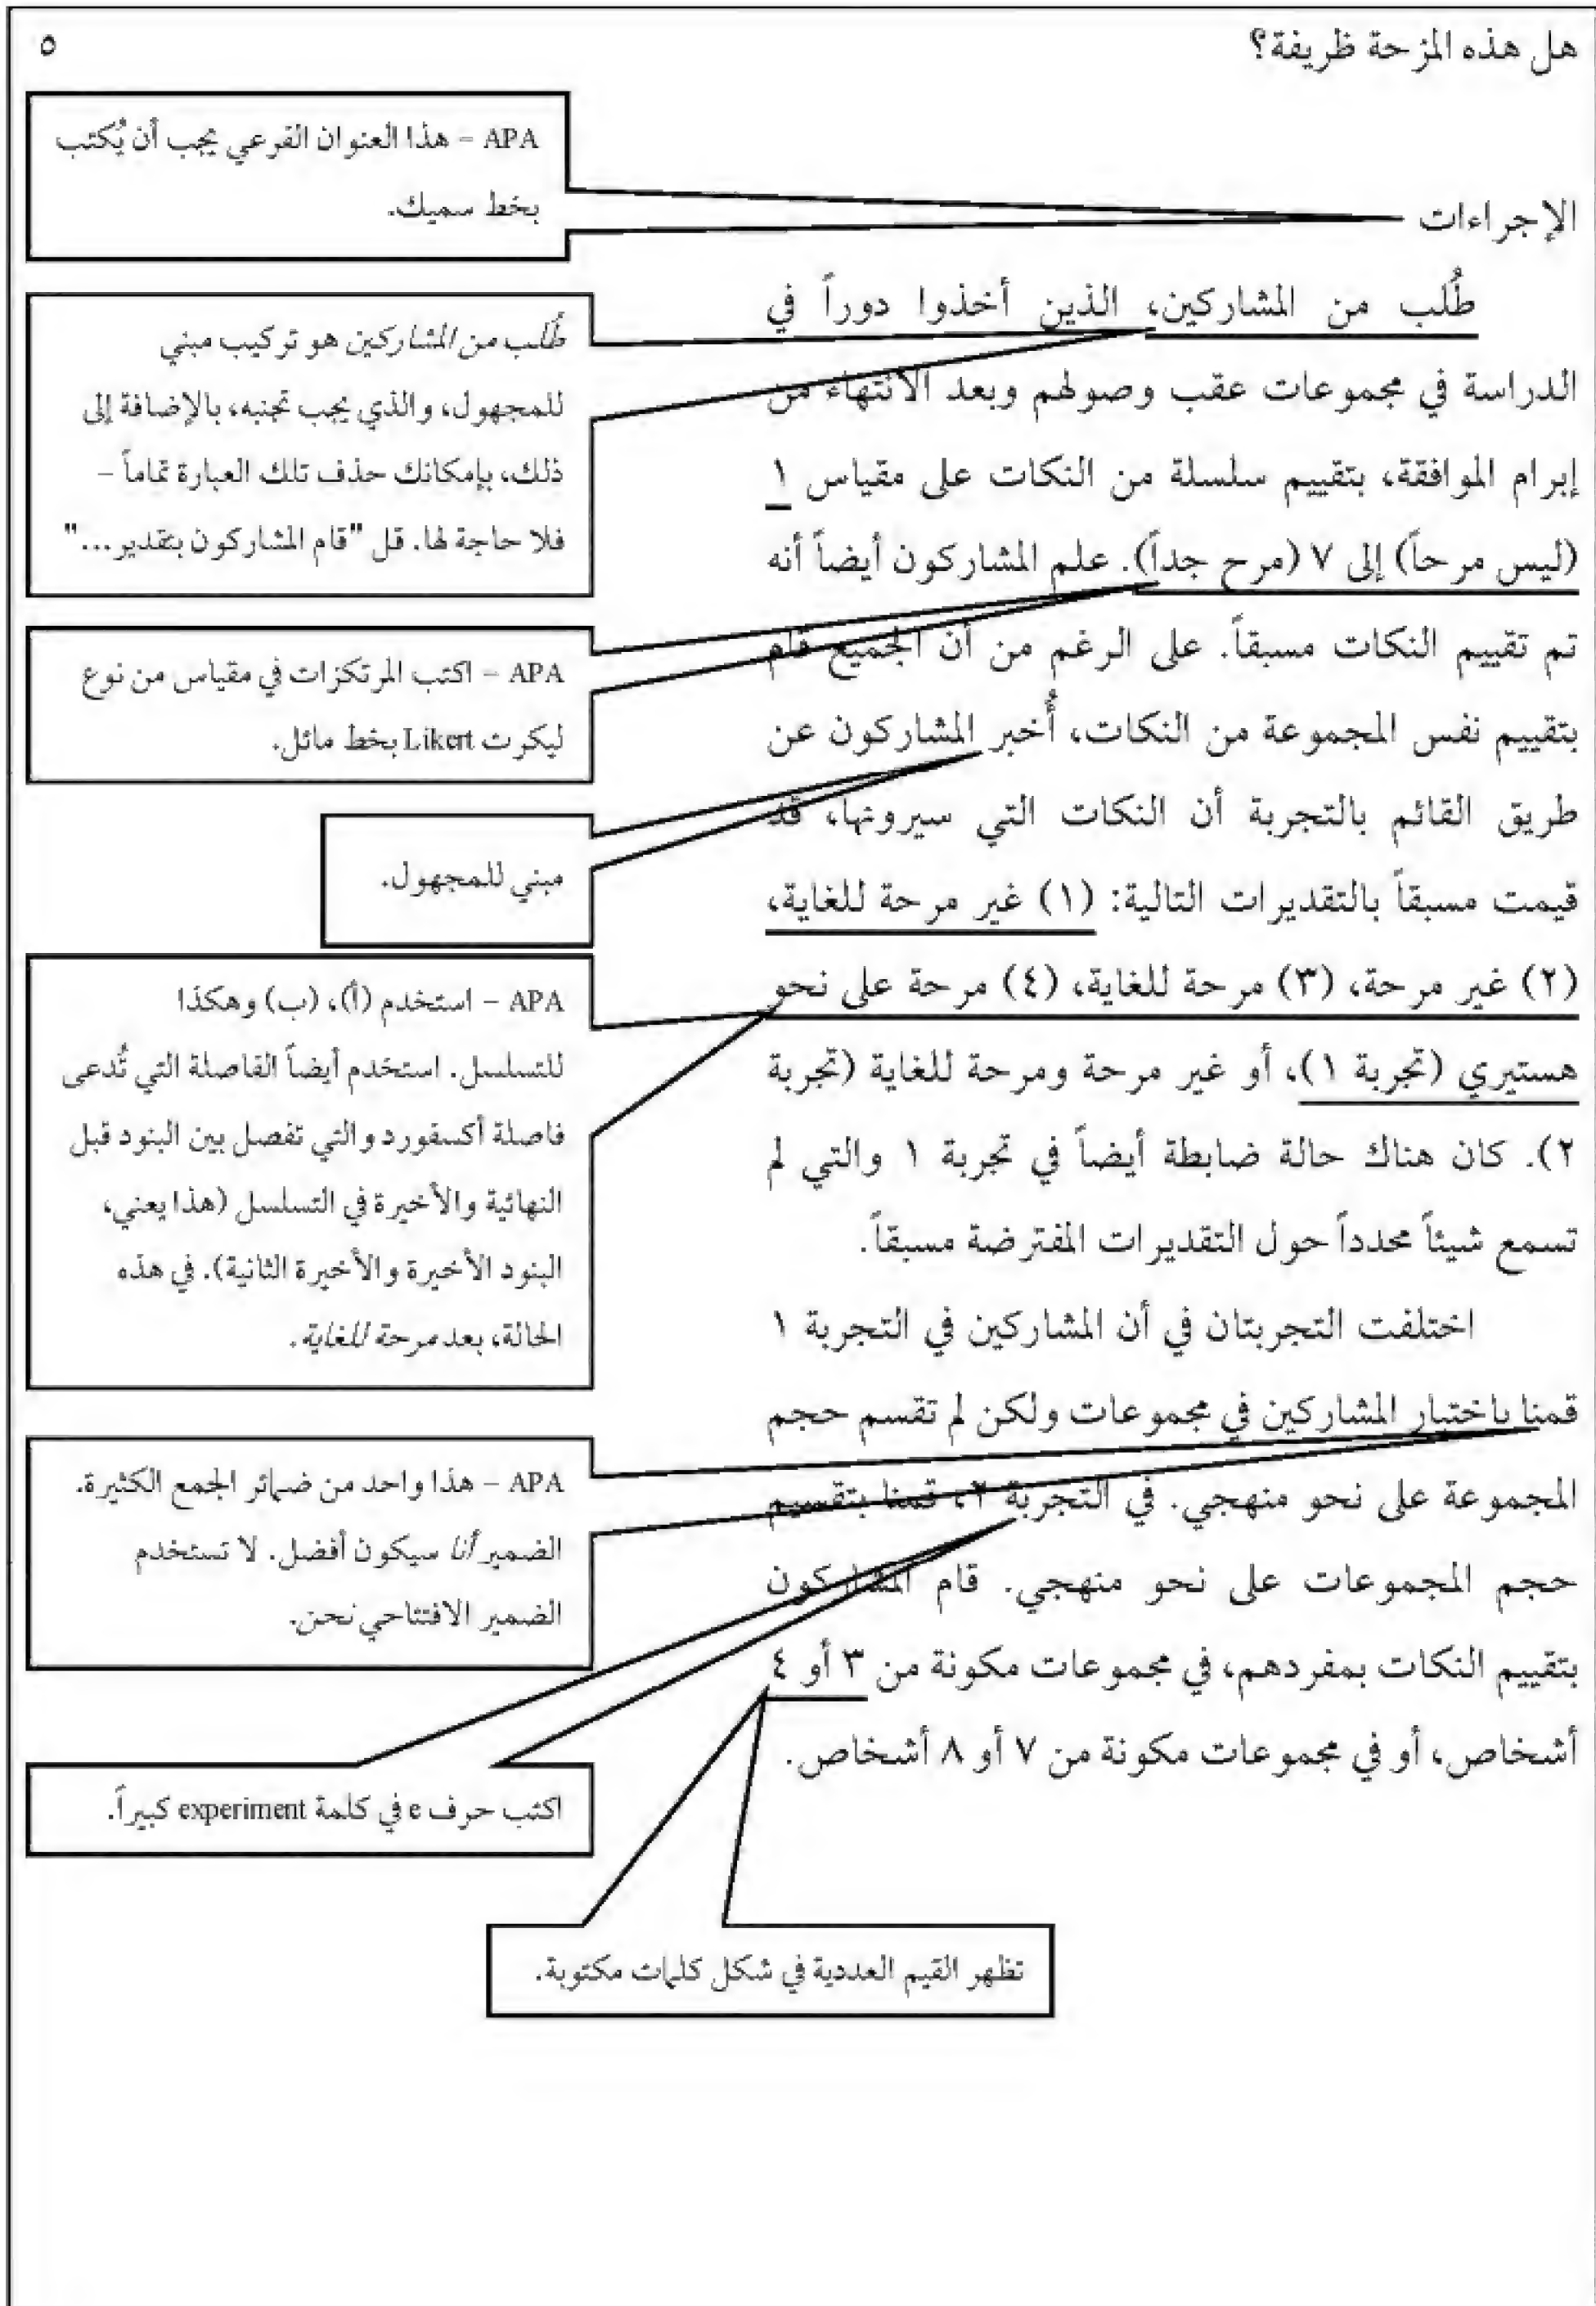 هل هذه المزحة ظريفة؟
٥
الإجراءات
طُلب من المشاركين، الذين أخذوا دوراً في
الدراسة في مجموعات عقب وصولهم وبعد الانتهاء من
إبرام الموافقة، بتقييم سلسلة من النكات على مقياس ١
(ليس مرحاً) إلى ٧ (مرح جداً). علم المشاركون أيضاً أنه
تم تقييم النكات مسبقاً. على الرغم من أن الجميع قام
بتقييم نفس المجموعة من النكات، أُخبر المشاركون عن
طريق القائم بالتجربة أن النكات التي سيرونها، قد
قيمت مسبقاً بالتقديرات التالية: (١) غير مرحة للغاية،
(٢) غير مرحة، (٣) مرحة للغاية، (٤) مرحة على نحو
هستيري (تجربة ١)، أو غير مرحة ومرحة للغاية (تجربة
٢). كان هناك حالة ضابطة أيضاً في تجربة ١ والتي لم
تسمع شيئاً محدداً حول التقديرات المفترضة مسبقاً.
اختلفت التجربتان في أن المشاركين في التجربة ١
قمنا باختبار المشاركين في مجموعات ولكن لم تقسم حجم
المجموعة على نحو منهجي. في التجربة ٢، قمنا بتقسيم
حجم المجموعات على نحو منهجي. قام المشاركون
بتقييم النكات بمفردهم، في مجموعات مكونة من ٣ أو ٤
أشخاص، أو في مجموعات مكونة من ٧ أو ٨ أشخاص.
APA – هذا العنوان الفرعي يجب أن يُكتب
بخط سميك.
طُلب من المشاركين هو تركيب مبني
للمجهول، والذي يجب تجنبه، بالإضافة إلى
ذلك، بإمكانك حذف تلك العبارة تماماً –
فلا حاجة لها. قل "قام المشاركون بتقدير..."
APA – اكتب المرتكزات في مقياس من نوع
ليكرت Likert بخط مائل.
مبني للمجهول.
APA – استخدم (أ)، (ب) وهكذا
للتسلسل. استخدم أيضاً الفاصلة التي تُدعى
فاصلة أكسفورد والتي تفصل بين البنود قبل
النهائية والأخيرة في التسلسل (هذا يعني،
البنود الأخيرة والأخيرة الثانية). في هذه
الحالة، بعد مرحة للغاية.
APA – هذا واحد من ضمائر الجمع الكثيرة.
الضمير أنا سيكون أفضل. لا تستخدم
الضمير الافتتاحي نحن.
اكتب حرف e في كلمة experiment كبيراً.
تظهر القيم العددية في شكل كلمات مكتوبة.